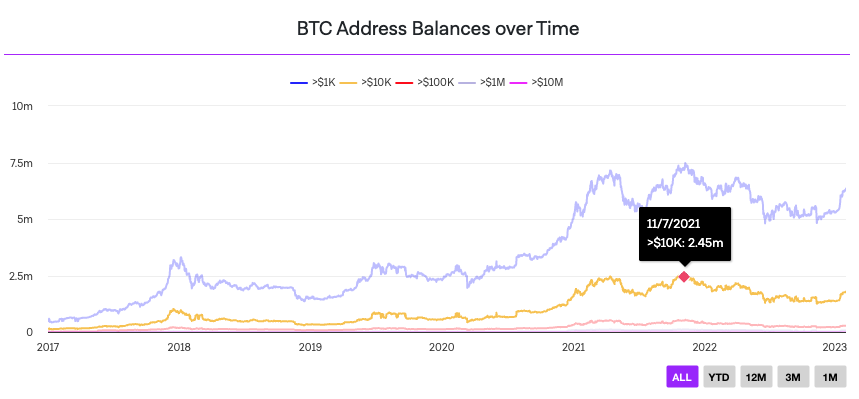 BTC Address Balances over Time
>$1K >$10K >$100K >$1M >$10M
10m
7.5m
5m
2.5m
0
11/7/2021
>$10K: 2.45m
2017 2018 2019 2020 2021 2022 2023
ALL YTD 12M 3M 1M